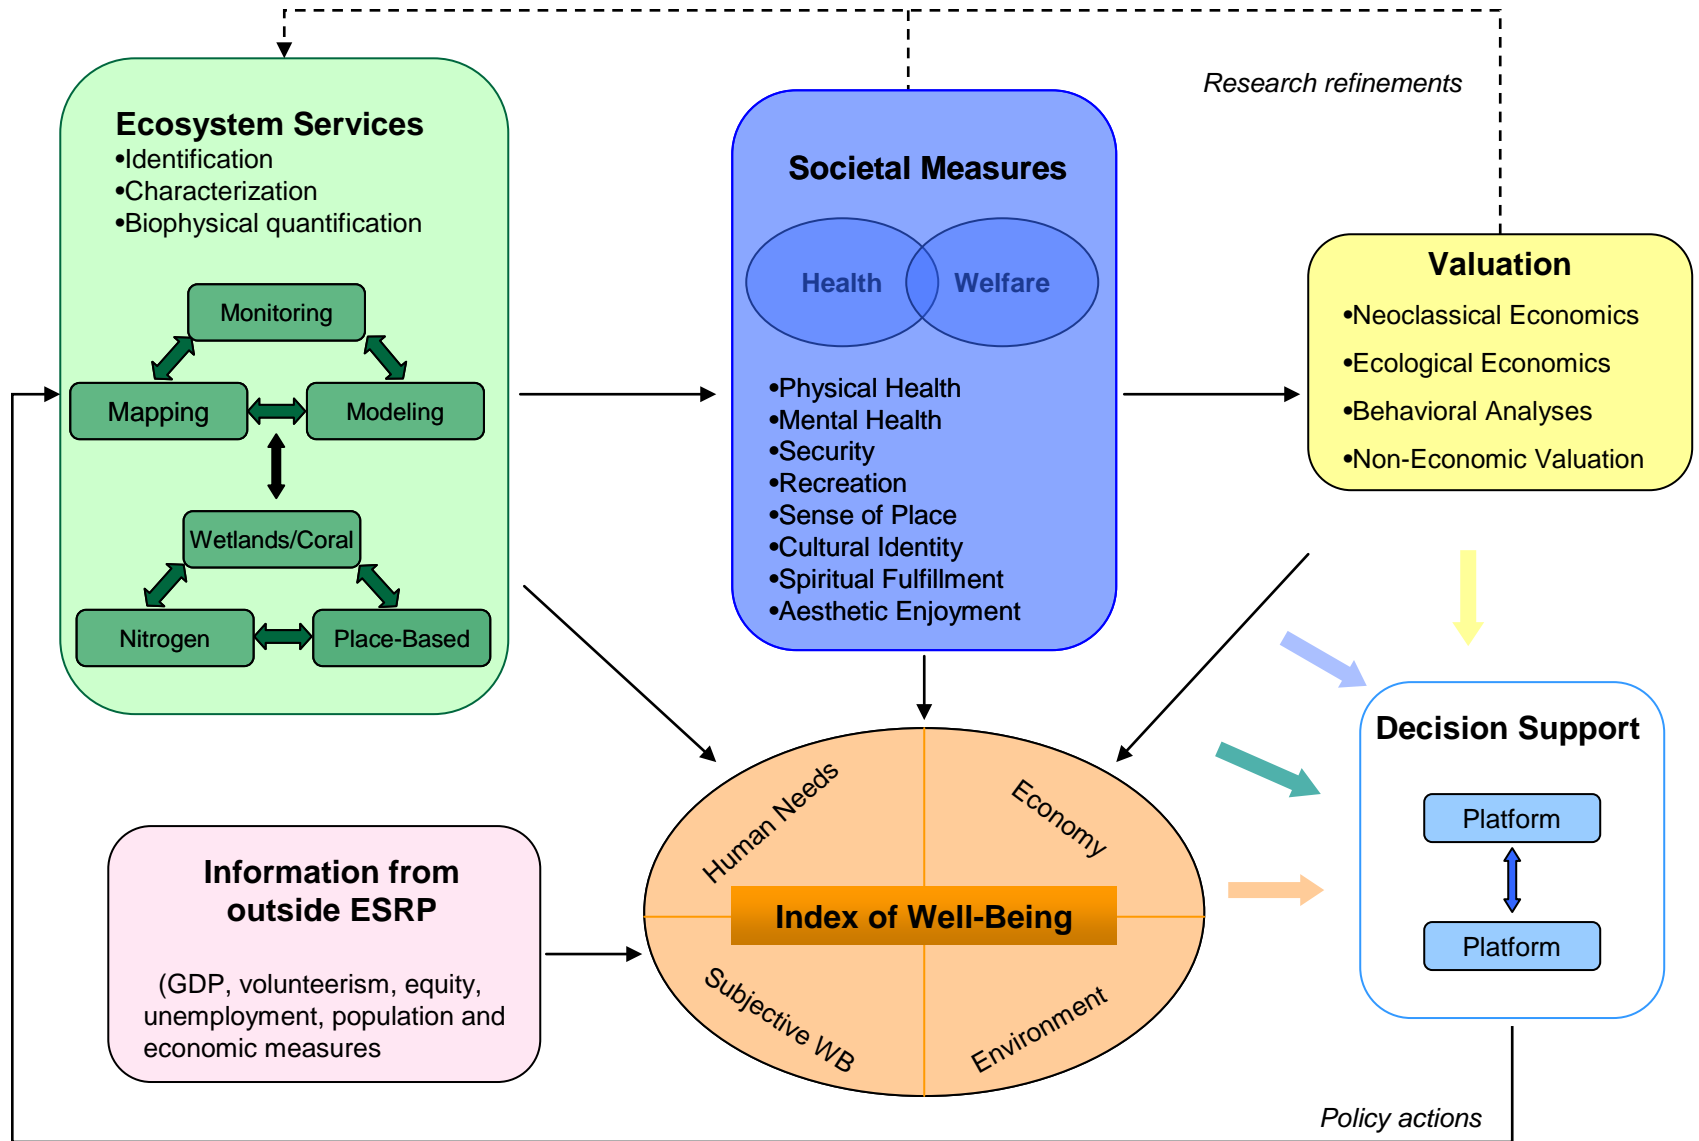 Research refinements
Ecosystem Services
•Identification
•Characterization
•Biophysical quantification
Monitoring
Mapping
Modeling
Wetlands/Coral
Nitrogen
Place-Based
Societal Measures
Health
Welfare
•Physical Health
•Mental Health
•Security
•Recreation
•Sense of Place
•Cultural Identity
•Spiritual Fulfillment
•Aesthetic Enjoyment
Valuation
•Neoclassical Economics
•Ecological Economics
•Behavioral Analyses
•Non-Economic Valuation
Information from
outside ESRP
(GDP, volunteerism, equity,
unemployment, population and
economic measures
Human Needs
Economy
Index of Well-Being
Subjective WB
Environment
Decision Support
Platform
Platform
Policy actions